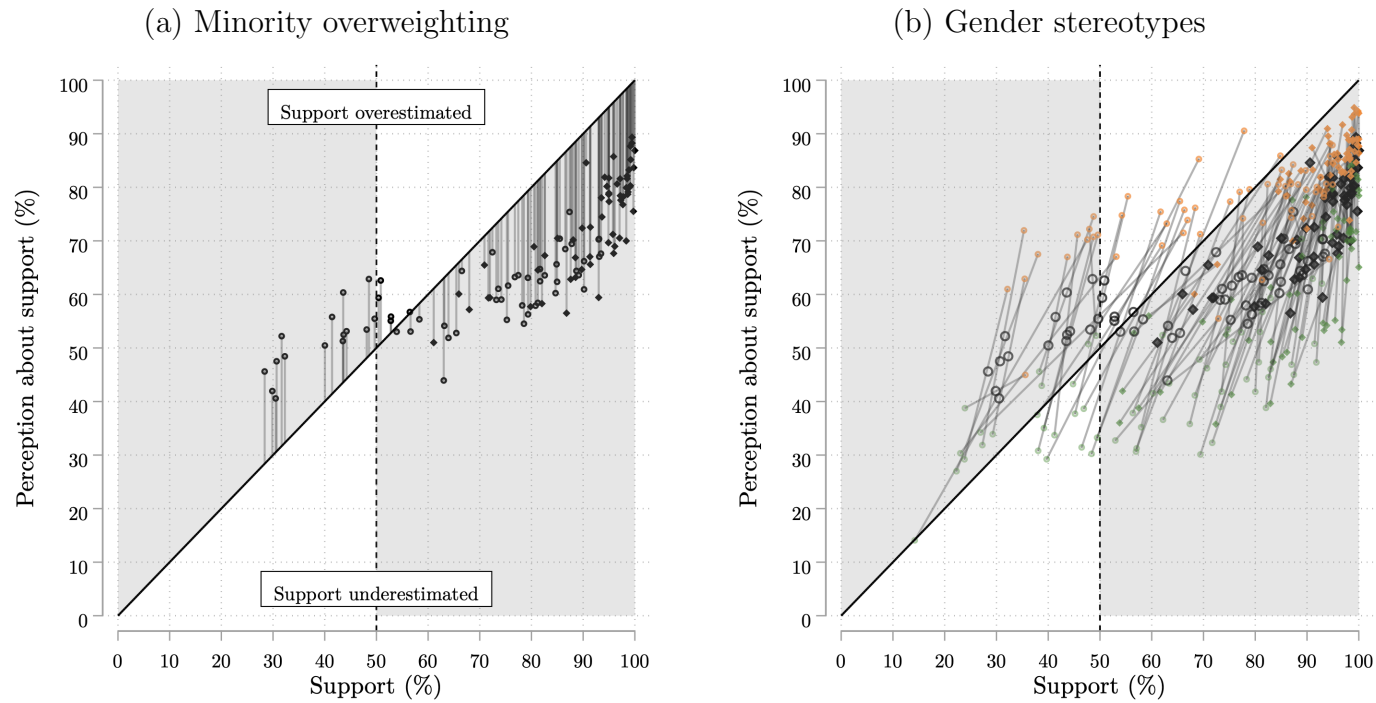 (a) Minority overweighting
Perception about support (%)
100
90
80
70
60
50
40
30
20
10
0
Support overestimated
Support underestimated
0 10 20 30 40 50 60 70 80 90 100
Support (%)
(b) Gender stereotypes
Perception about support (%)
100
90
80
70
60
50
40
30
20
10
0
0 10 20 30 40 50 60 70 80 90 100
Support (%)